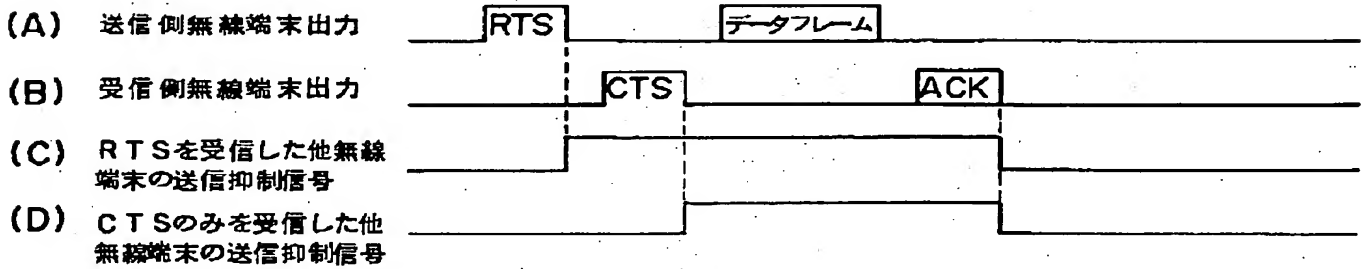 (A) 送信側無線端末出力 RTS データフレーム
(B) 受信側無線端末出力 CTS ACK
(C) RTSを受信した他無線
端末の送信抑制信号
(D) CTSのみを受信した他
無線端末の送信抑制信号